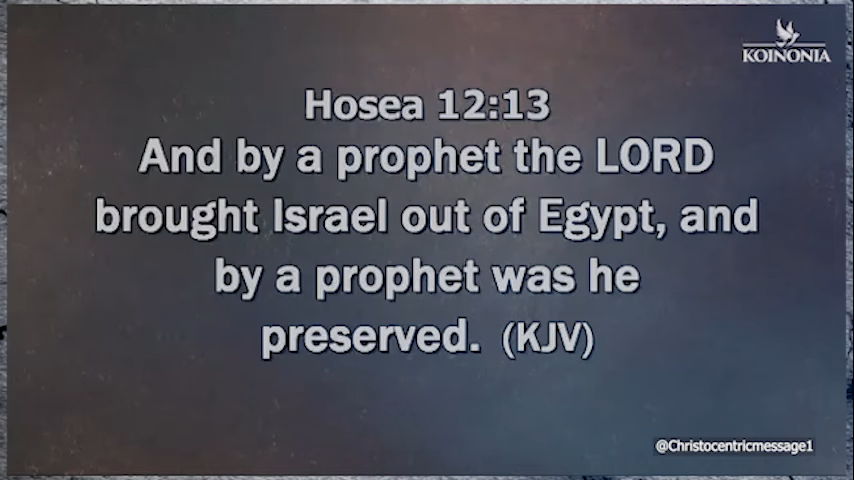 KOINONIA
Hosea 12:13
And by a prophet the LORD
brought Israel out of Egypt, and
by a prophet was he
preserved. (KJV)
@Christocentricmessage1